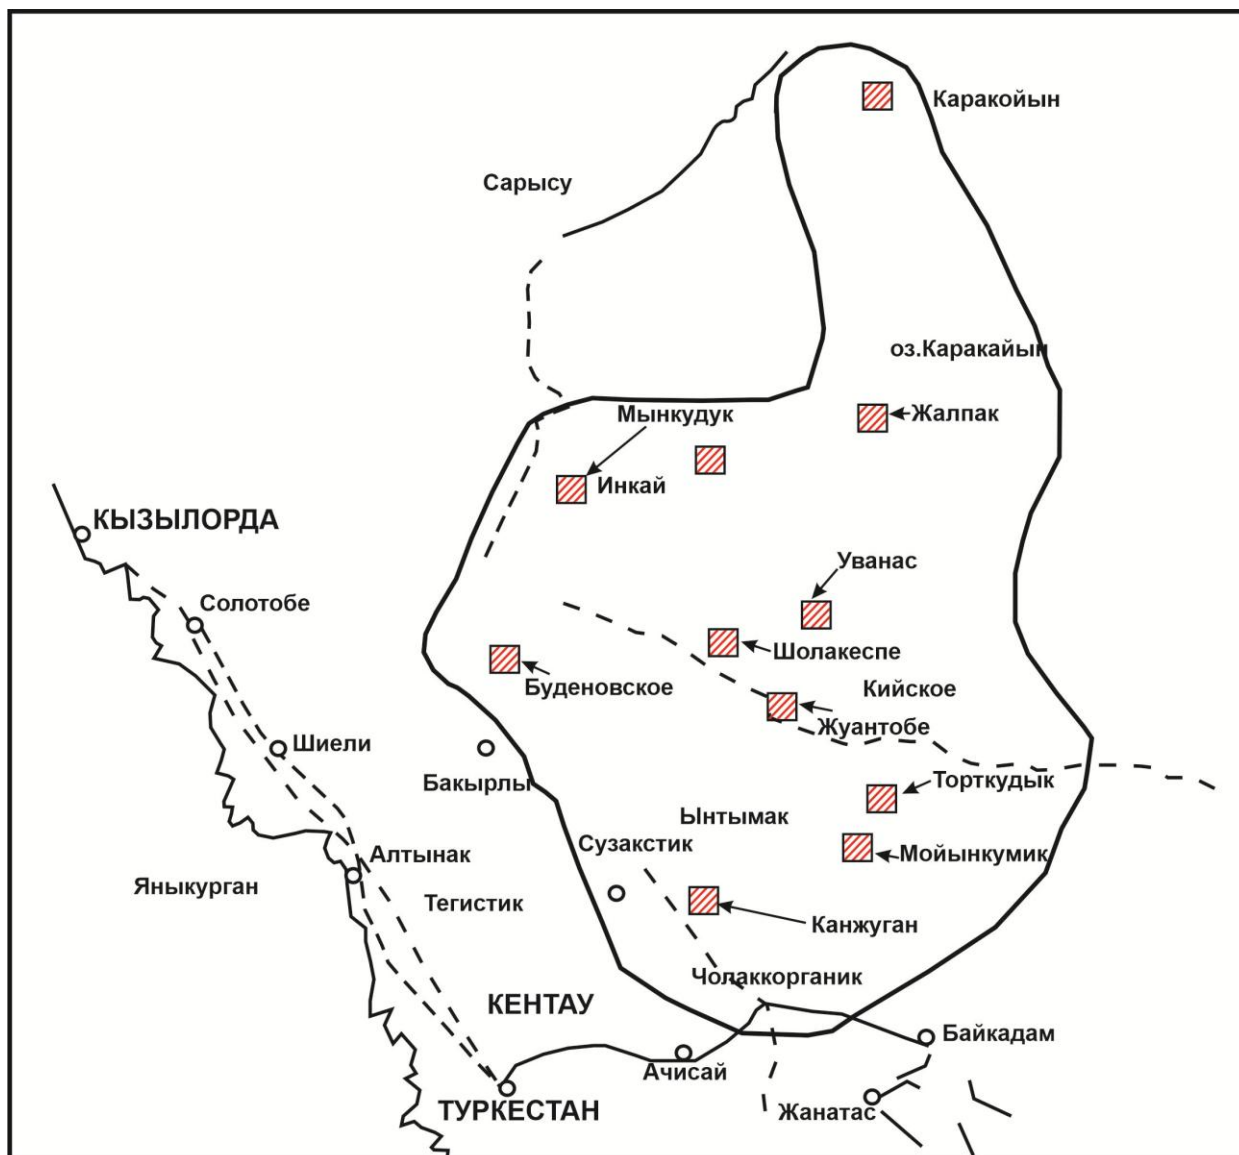 Каракойын
Сарысу
оз.Каракайын
Мынкудук
Жалпак
Инкай
КЫЗЫЛОРДА
Уванас
Солотобе
Шолакеспе
Буденовское
Кийское
Жуантобе
Шиели
Бакырлы
Торткудык
Ынтымак
Сузакстик
Алтынак
Мойынкумик
Яныкурган
Тегистик
Канжуган
Чолаккорганик
КЕНТАУ
Байкадам
Ачисай
ТУРКЕСТАН
Жанатас